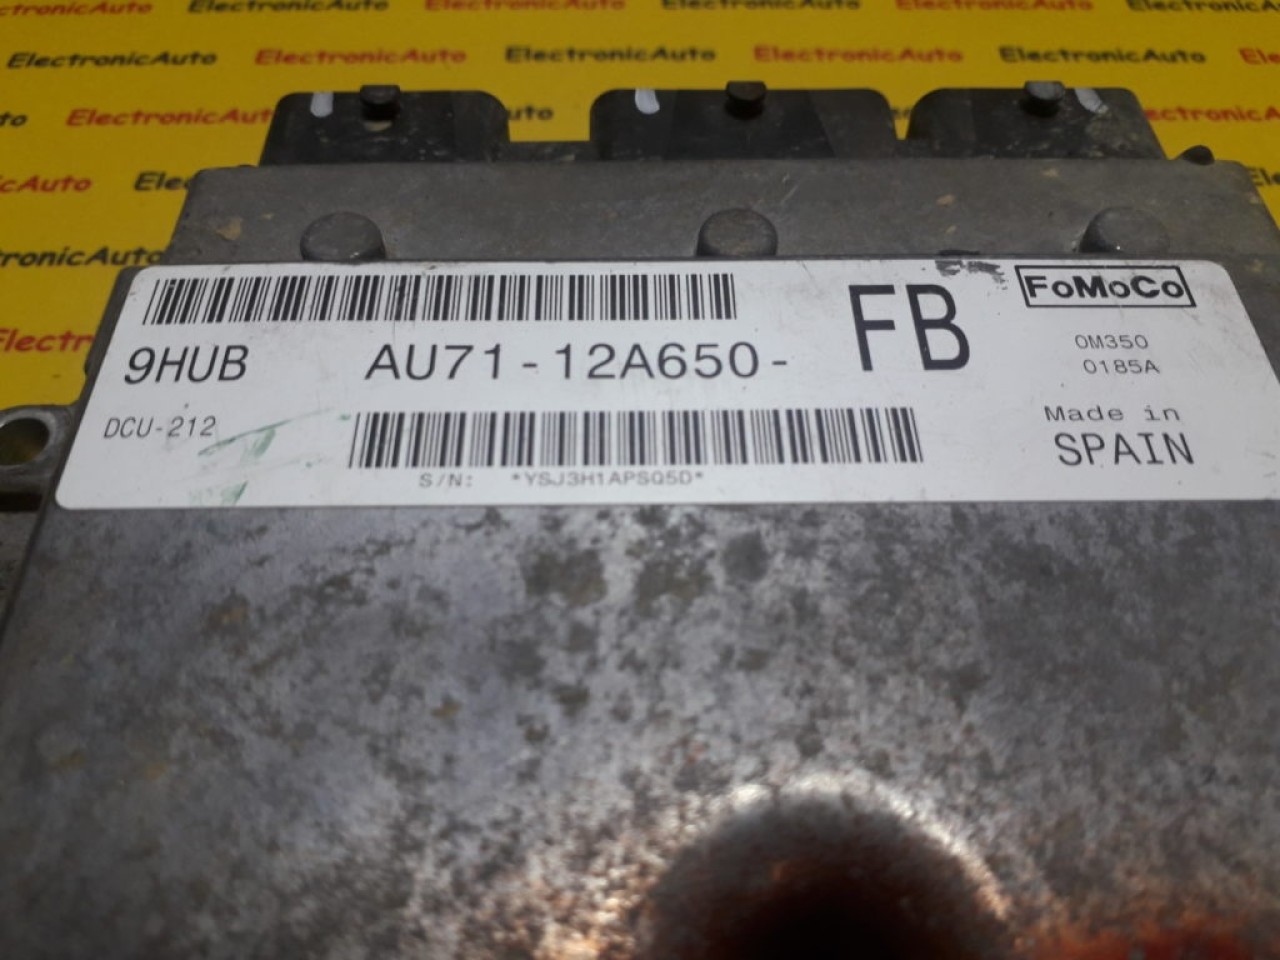 ElectronicAuto ElectronicAuto ElectronicAuto ElectronicAuto
ElectronicAuto ElectronicAuto ElectronicAuto ElectronicAuto
ElectronicAuto
FoMoCo
9HUB AU71-12A650- FB
0M350
0185A
DCU-212
Made in
SPAIN
S/N: *YSJ3H1APSQ5D*